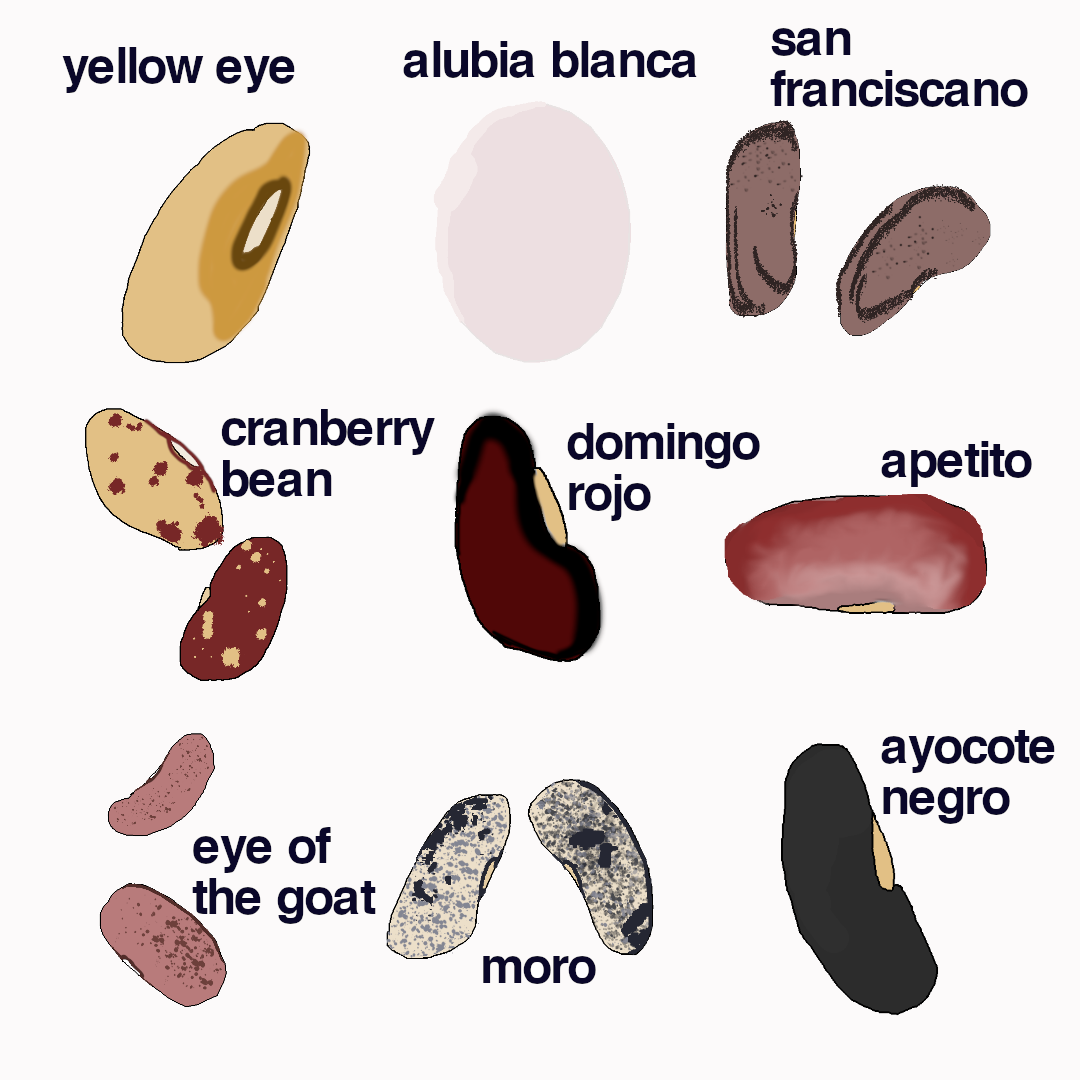 yellow eye
alubia blanca
san
franciscano
cranberry
bean
domingo
rojo
apetito
eye of
the goat
moro
ayocote
negro